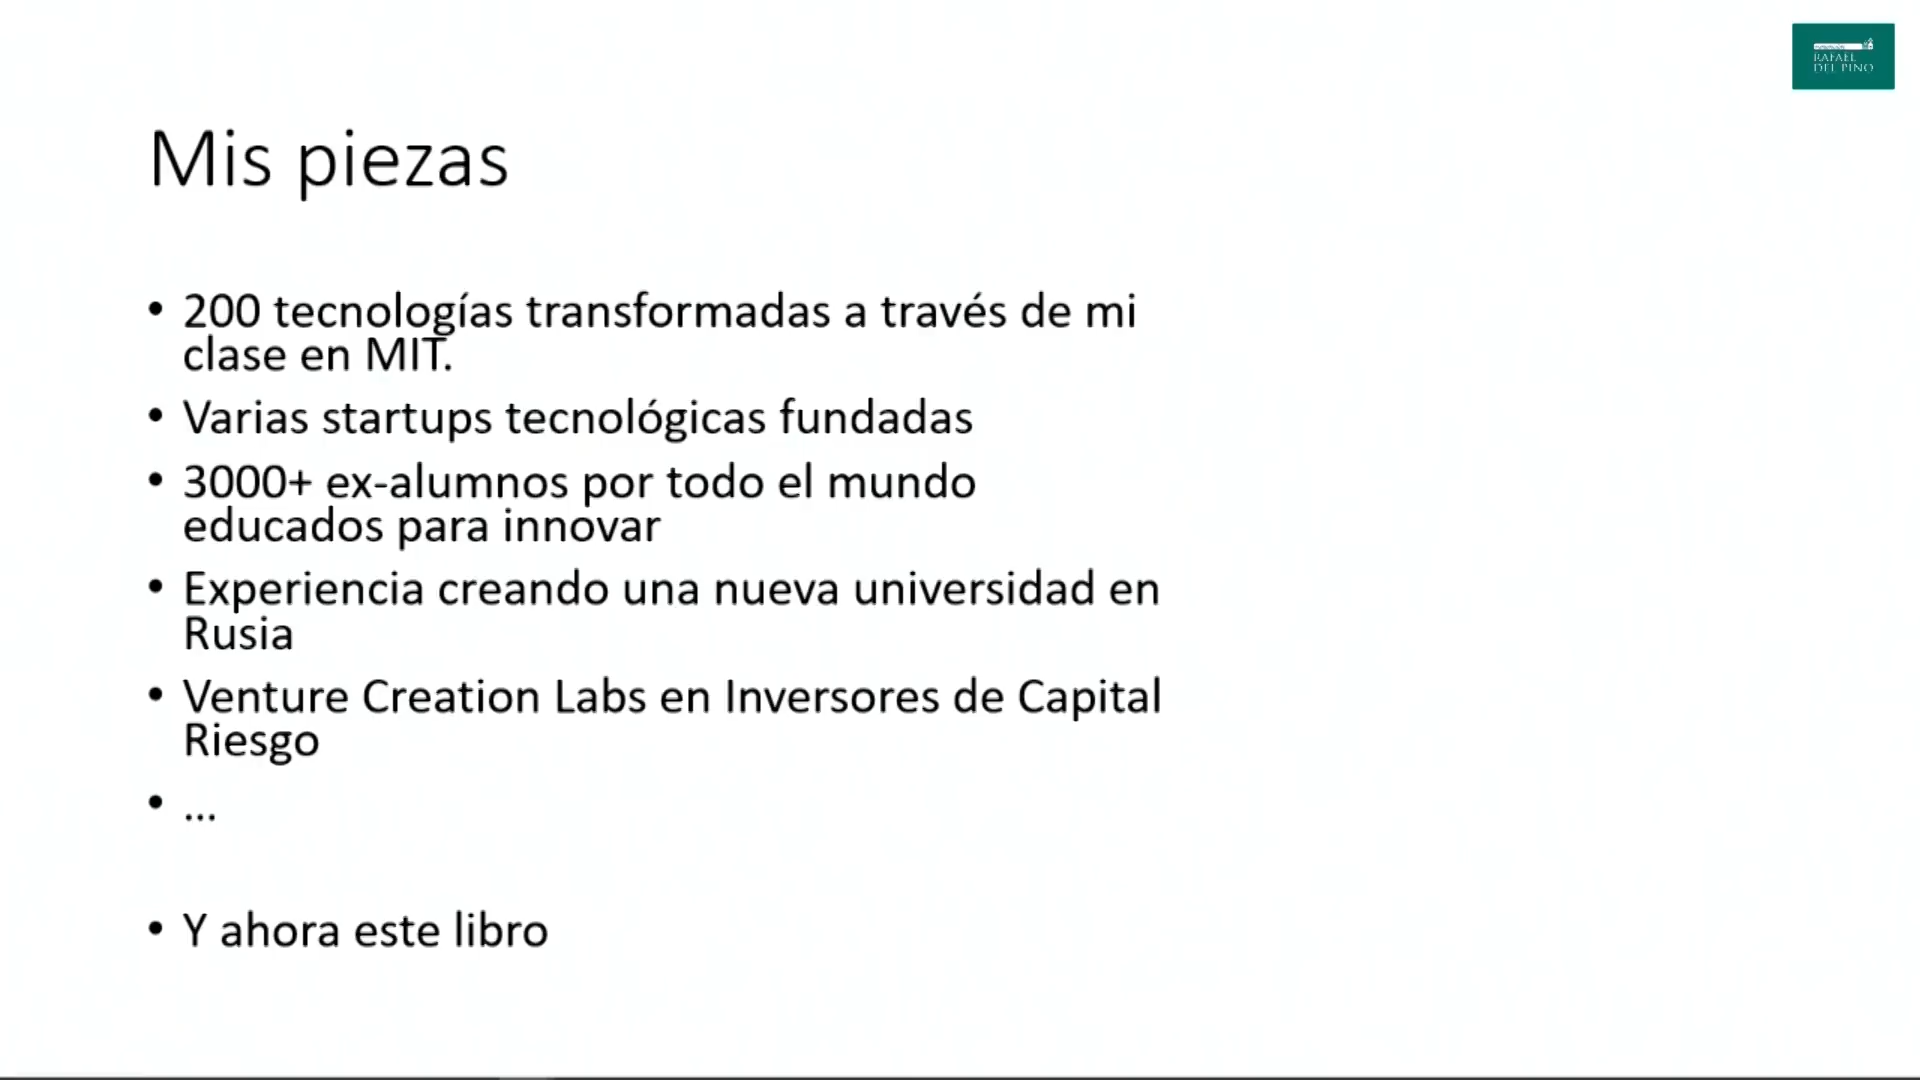 RAFAEL
DEL PINO
Mis piezas
• 200 tecnologías transformadas a través de mi
clase en MIT.
• Varias startups tecnológicas fundadas
• 3000+ ex-alumnos por todo el mundo
educados para innovar
• Experiencia creando una nueva universidad en
Rusia
• Venture Creation Labs en Inversores de Capital
Riesgo
• ...
• Y ahora este libro